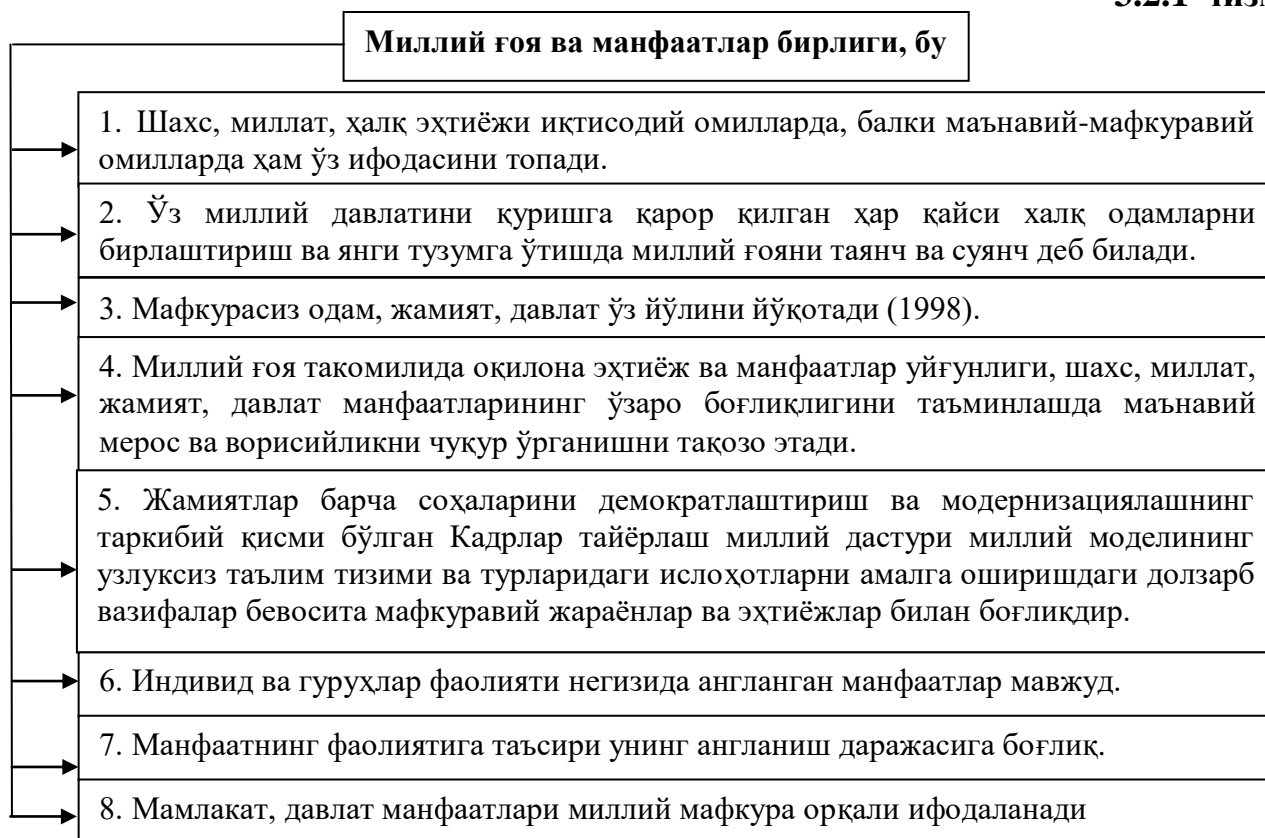 3.2.1
Миллий ғоя ва манфаатлар бирлиги, бу
1. Шахс, миллат, ҳалқ эҳтиёжи иқтисодий омилларда, балки маънавий-мафкуравий
омилларда ҳам ўз ифодасини топади.
2. Ўз миллий давлатини қуришга қарор қилган ҳар қайси халқ одамларни
бирлаштириш ва янги тузумга ўтишда миллий ғояни таянч ва суянч деб билади.
3. Мафкурасиз одам, жамият, давлат ўз йўлини йўқотади (1998).
4. Миллий ғоя такомилида оқилона эҳтиёж ва манфаатлар уйғунлиги, шахс, миллат,
жамият, давлат манфаатларининг ўзаро боғлиқлигини таъминлашда маънавий
мерос ва ворисийликни чуқур ўрганишни тақозо этади.
5. Жамиятлар барча соҳаларини демократлаштириш ва модернизациялашнинг
таркибий қисми бўлган Кадрлар тайёрлаш миллий дастури миллий моделининг
узлуксиз таълим тизими ва турларидаги ислоҳотларни амалга оширишдаги долзарб
вазифалар бевосита мафкуравий жараёнлар ва эҳтиёжлар билан боғлиқдир.
6. Индивид ва гуруҳлар фаолияти негизида англанган манфаатлар мавжуд.
7. Манфаатнинг фаолиятига таъсири унинг англаниш даражасига боғлиқ.
8. Мамлакат, давлат манфаатлари миллий мафкура орқали ифодаланади